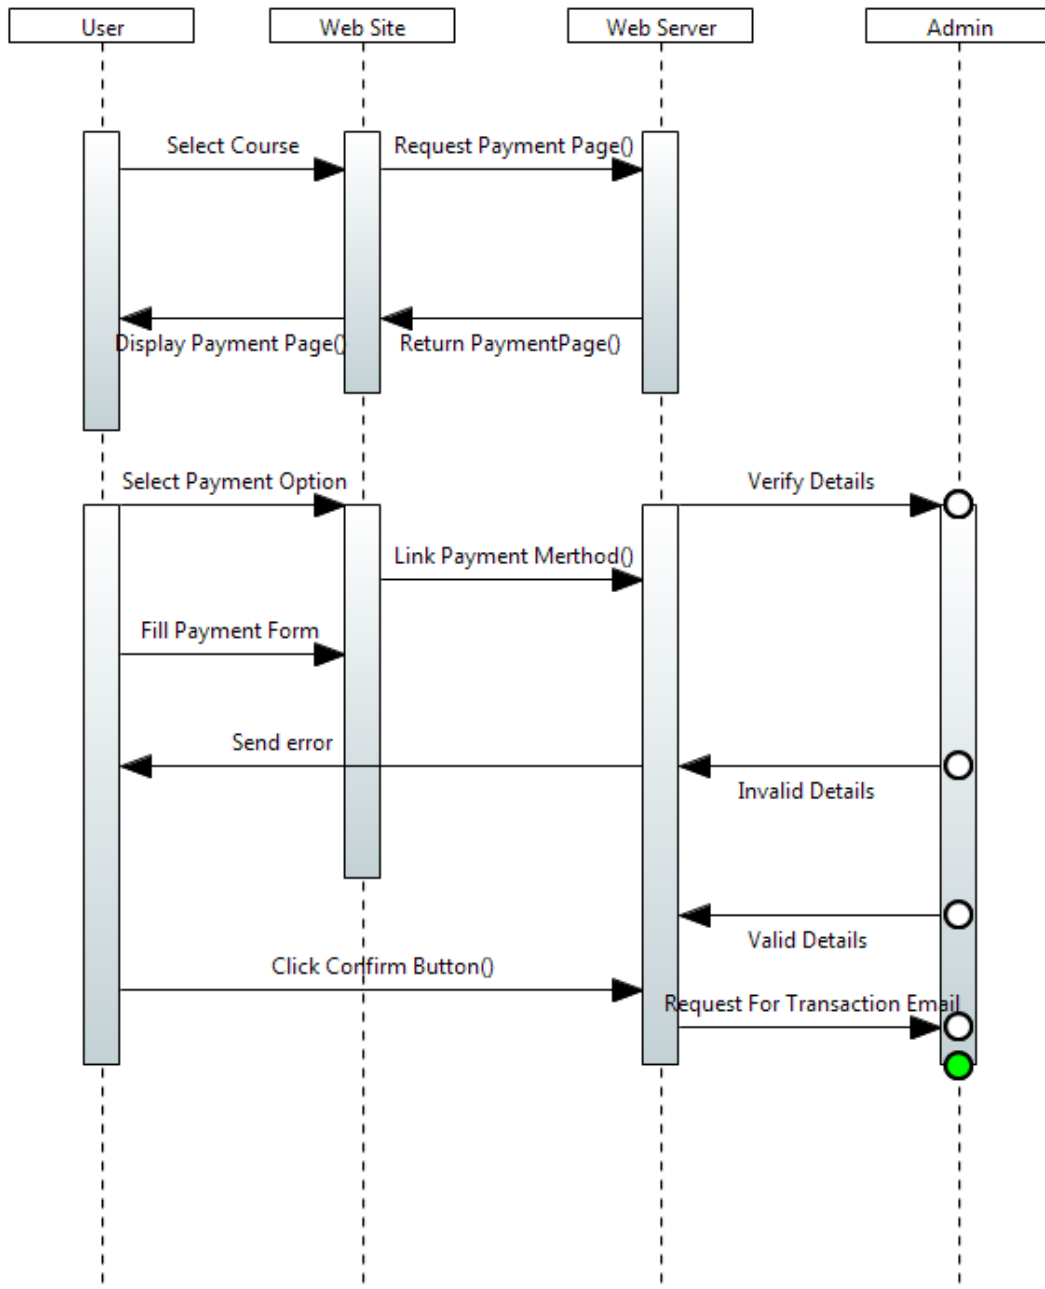 User
Web Site
Web Server
Admin
Select Course
Request Payment Page()
Display Payment Page()
Return PaymentPage()
Select Payment Option
Verify Details
Link Payment Merthod()
Fill Payment Form
Send error
Invalid Details
Valid Details
Click Confirm Button()
Request For Transaction Email